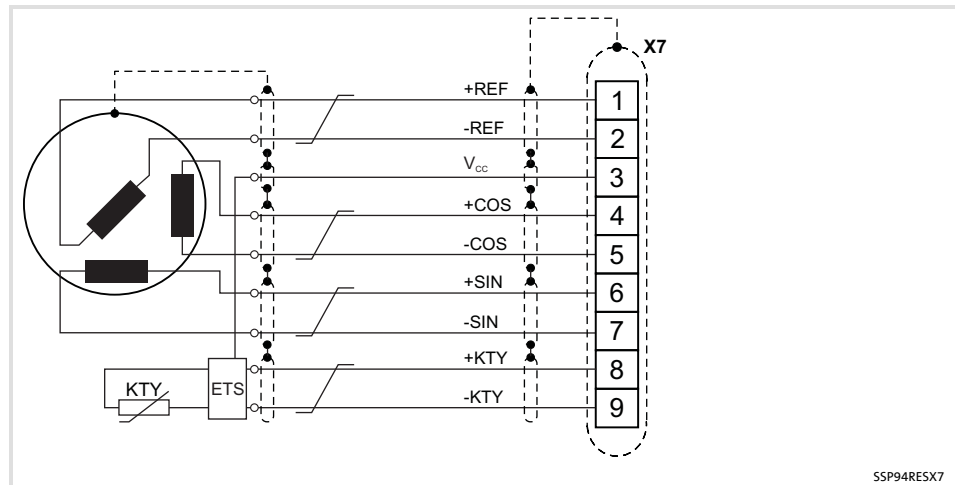 X7
+REF 1
-REF 2
Vcc 3
+COS 4
-COS 5
+SIN 6
-SIN 7
+KTY 8
KTY ETS
-KTY 9
SSP94RESX7